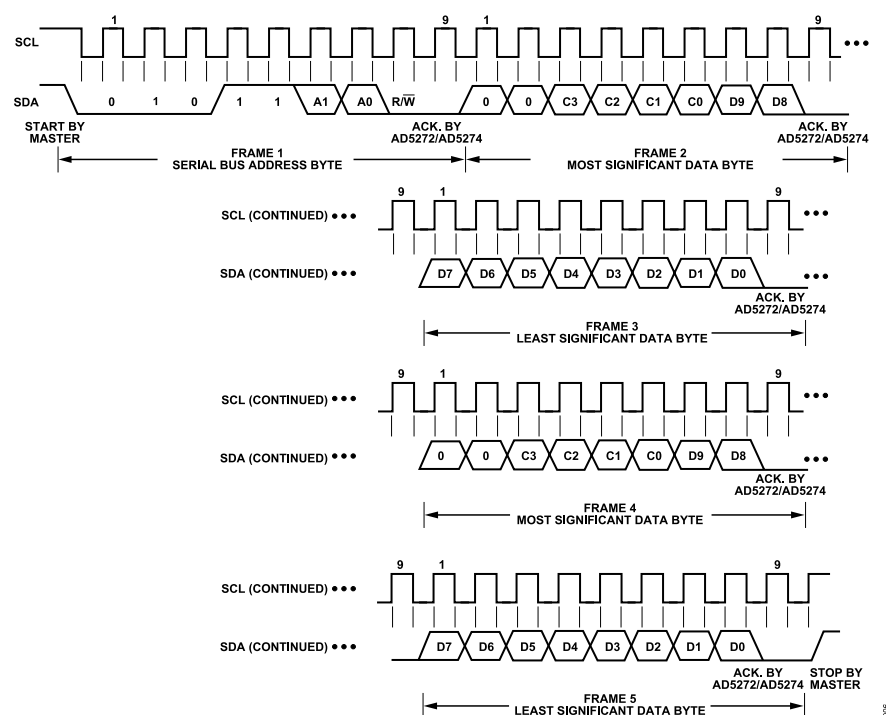 1 9 1 9
SCL
SDA 0 1 0 1 1 A1 A0 R/W 0 0 C3 C2 C1 C0 D9 D8
START BY MASTER
ACK. BY AD5272/AD5274
ACK. BY AD5272/AD5274
FRAME 1
SERIAL BUS ADDRESS BYTE
FRAME 2
MOST SIGNIFICANT DATA BYTE
9 1 9
SCL (CONTINUED)
SDA (CONTINUED) D7 D6 D5 D4 D3 D2 D1 D0
ACK. BY
AD5272/AD5274
FRAME 3
LEAST SIGNIFICANT DATA BYTE
9 1 9
SCL (CONTINUED)
SDA (CONTINUED) 0 0 C3 C2 C1 C0 D9 D8
ACK. BY
AD5272/AD5274
FRAME 4
MOST SIGNIFICANT DATA BYTE
9 1 9
SCL (CONTINUED)
SDA (CONTINUED) D7 D6 D5 D4 D3 D2 D1 D0
ACK. BY
AD5272/AD5274
STOP BY
MASTER
FRAME 5
LEAST SIGNIFICANT DATA BYTE